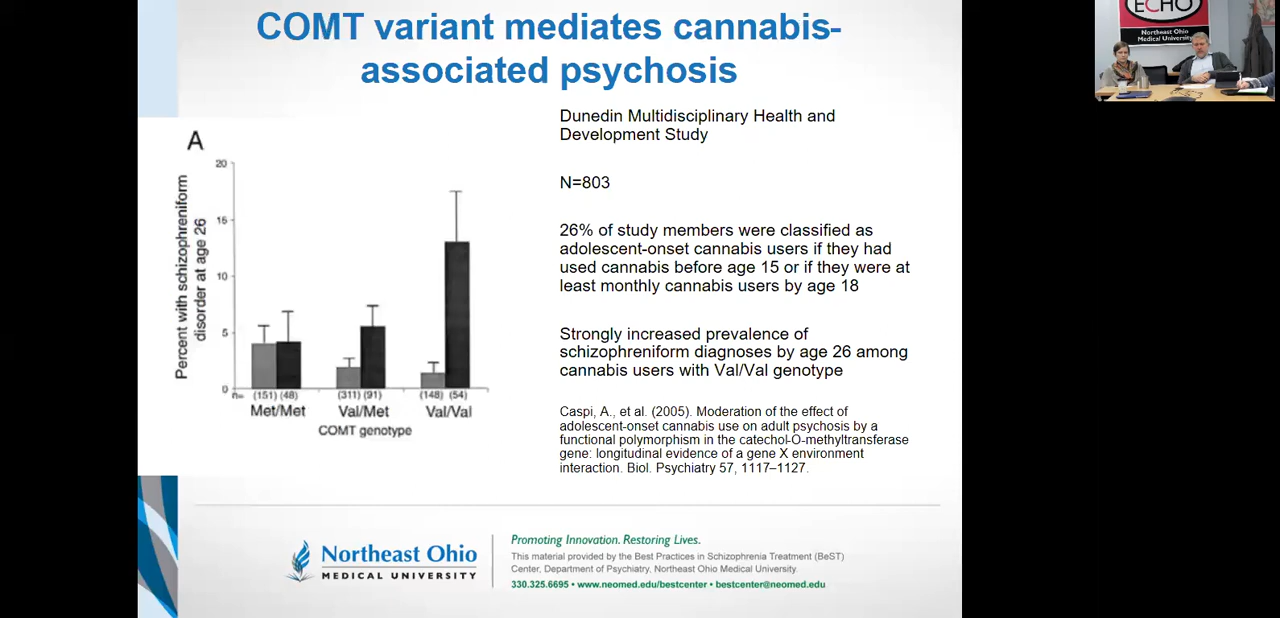 COMT variant mediates cannabis-
associated psychosis
ECHO
Northeast Ohio
Medical University
Dunedin Multidisciplinary Health and
Development Study
N=803
26% of study members were classified as
adolescent-onset cannabis users if they had
used cannabis before age 15 or if they were at
least monthly cannabis users by age 18
Strongly increased prevalence of
schizophreniform diagnoses by age 26 among
cannabis users with Val/Val genotype
Caspi, A., et al. (2005). Moderation of the effect of
adolescent-onset cannabis use on adult psychosis by a
functional polymorphism in the catechol-O-methyltransferase
gene: longitudinal evidence of a gene X environment
interaction. Biol. Psychiatry 57, 1117–1127.
A
Percent with schizophreniform
disorder at age 26
20
15
10
5
0
n= (151) (48) (311) (91) (148) (54)
Met/Met Val/Met Val/Val
COMT genotype
Northeast Ohio
MEDICAL UNIVERSITY
Promoting Innovation. Restoring Lives.
This material provided by the Best Practices in Schizophrenia Treatment (BeST)
Center, Department of Psychiatry, Northeast Ohio Medical University
330.325.6695 • www.neomed.edu/bestcenter • bestcenter@neomed.edu